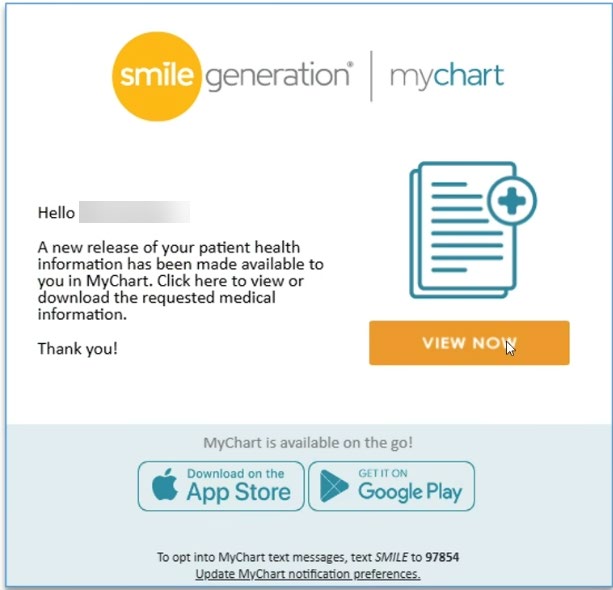 smile generation® | mychart
Hello
A new release of your patient health
information has been made available to
you in MyChart. Click here to view or
download the requested medical
information.
Thank you!
VIEW NOW
MyChart is available on the go!
Download on the
App Store
GET IT ON
Google Play
To opt into MyChart text messages, text SMILE to 97854
Update MyChart notification preferences.